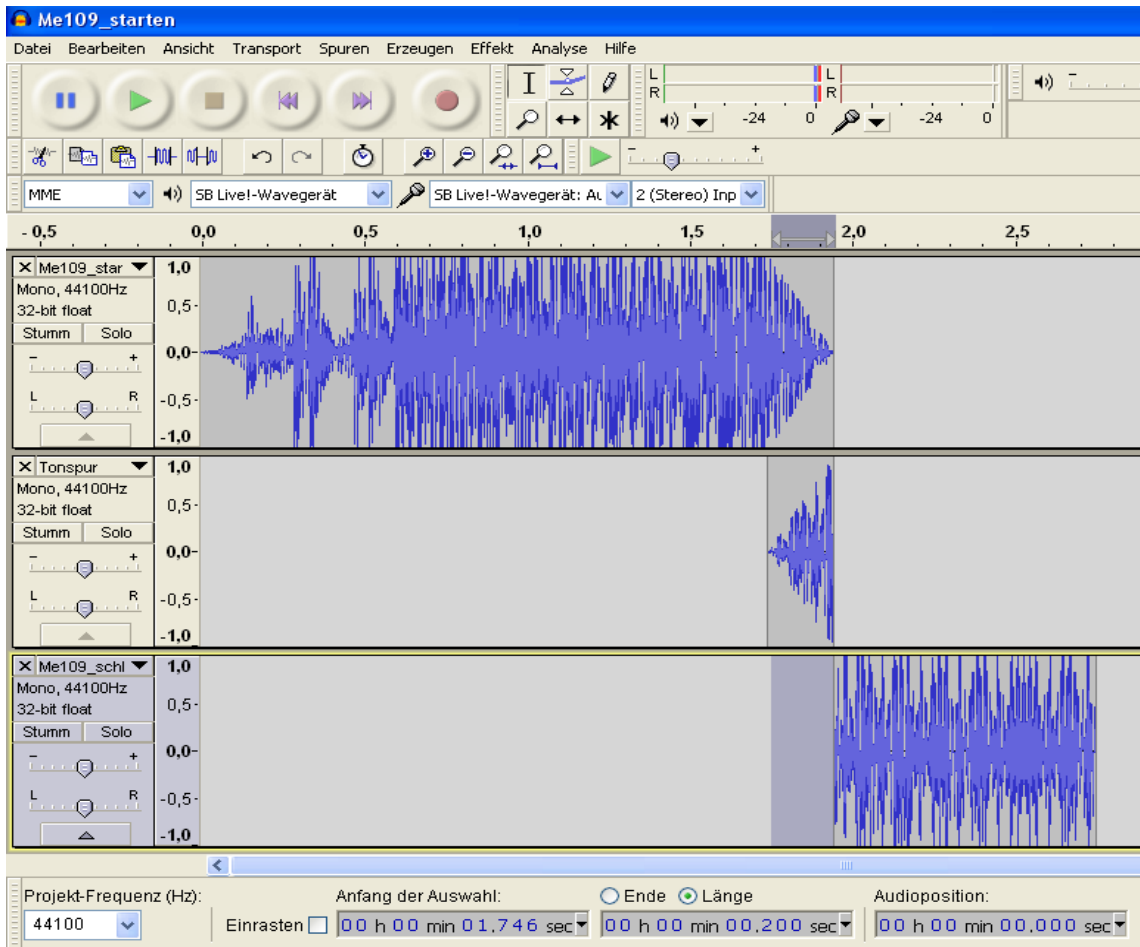 Me109_starten
Datei Bearbeiten Ansicht Transport Spuren Erzeugen Effekt Analyse Hilfe
L L
R R
-24 0 -24 0
MME SB Live!-Wavegerät SB Live!-Wavegerät: Au 2 (Stereo) Inp
- 0,5 0,0 0,5 1,0 1,5 2,0 2,5
Me109_star 1,0
Mono, 44100Hz
32-bit float 0,5
Stumm Solo
- + 0,0
L R -0,5
-1,0
Tonspur 1,0
Mono, 44100Hz
32-bit float 0,5
Stumm Solo
- + 0,0
L R -0,5
-1,0
Me109_schl 1,0
Mono, 44100Hz
32-bit float 0,5
Stumm Solo
- + 0,0
L R -0,5
-1,0
Projekt-Frequenz (Hz): Anfang der Auswahl: Ende Länge Audioposition:
44100 Einrasten 00 h 00 min 01,746 sec 00 h 00 min 00,200 sec 00 h 00 min 00,000 sec